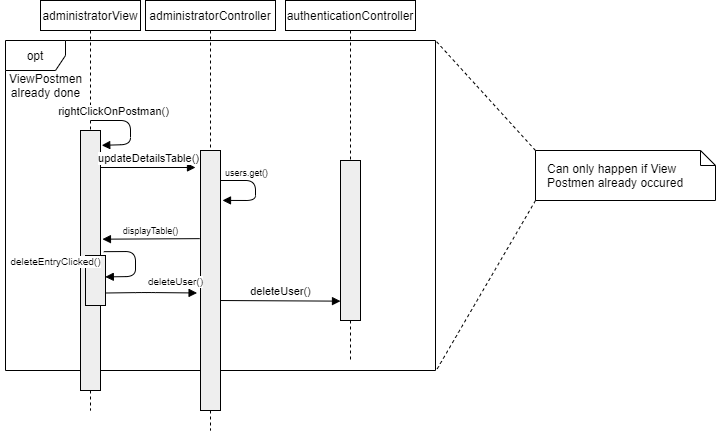 administratorView
administratorController
authenticationController
opt
ViewPostmen
already done
rightClickOnPostman()
updateDetailsTable()
users.get()
Can only happen if View
Postmen already occured
displayTable()
deleteEntryClicked()
deleteUser()
deleteUser()